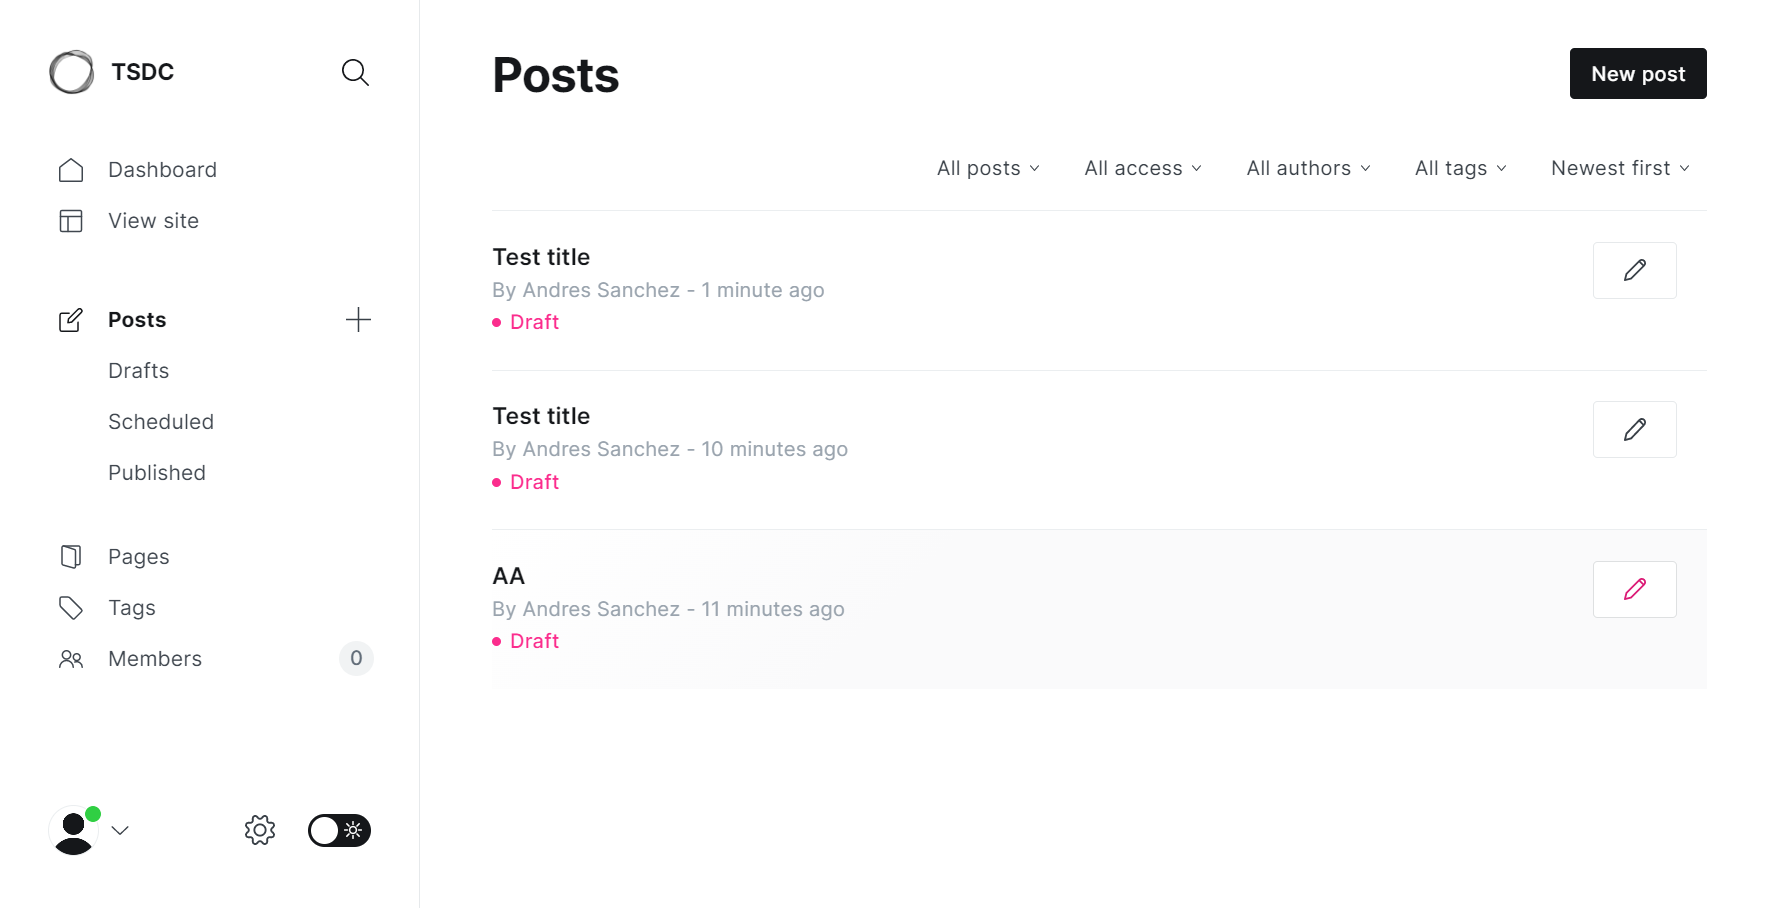 TSDC
Dashboard
View site
Posts
Drafts
Scheduled
Published
Pages
Tags
Members 0
Posts
New post
All posts All access All authors All tags Newest first
Test title
By Andres Sanchez - 1 minute ago
Draft
Test title
By Andres Sanchez - 10 minutes ago
Draft
AA
By Andres Sanchez - 11 minutes ago
Draft